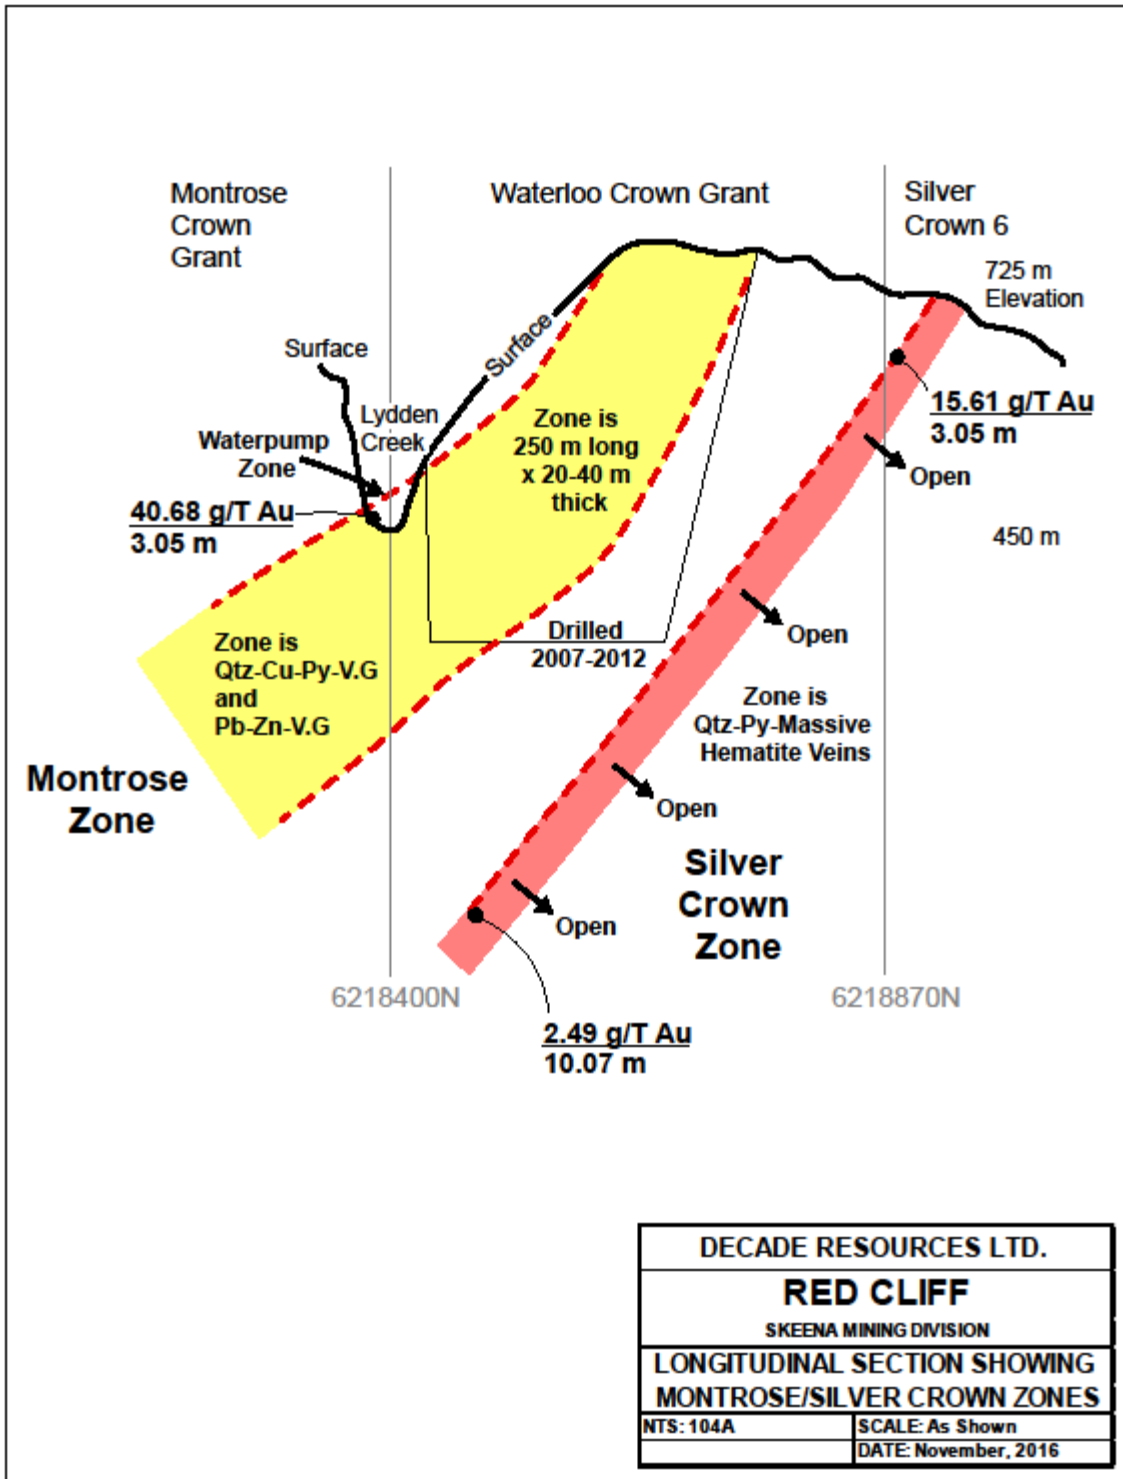 Montrose
Crown
Grant
Waterloo Crown Grant
Silver
Crown 6
725 m
Elevation
Surface
Surface
Lydden
Creek
Waterpump
Zone
40.68 g/T Au
3.05 m
Zone is
250 m long
x 20-40 m
thick
15.61 g/T Au
3.05 m
Open
450 m
Drilled
2007-2012
Open
Zone is
Qtz-Cu-Py-V.G
and
Pb-Zn-V.G
Zone is
Qtz-Py-Massive
Hematite Veins
Montrose
Zone
Open
Silver
Crown
Zone
Open
6218400N
6218870N
2.49 g/T Au
10.07 m
DECADE RESOURCES LTD.
RED CLIFF
SKEENA MINING DIVISION
LONGITUDINAL SECTION SHOWING
MONTROSE/SILVER CROWN ZONES
NTS: 104A
SCALE: As Shown
DATE: November, 2016